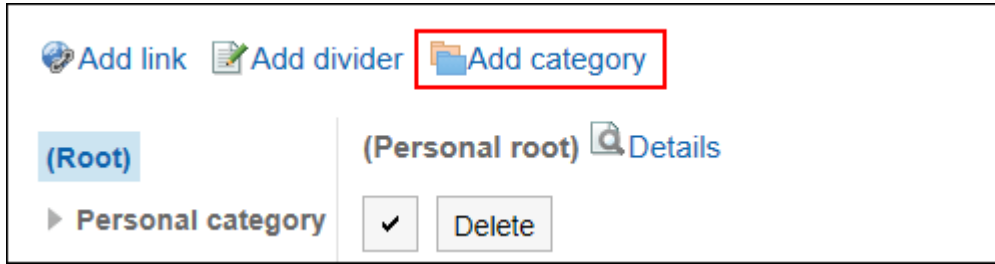 Add link Add divider Add category
(Root)
Personal category
(Personal root) Details
Delete